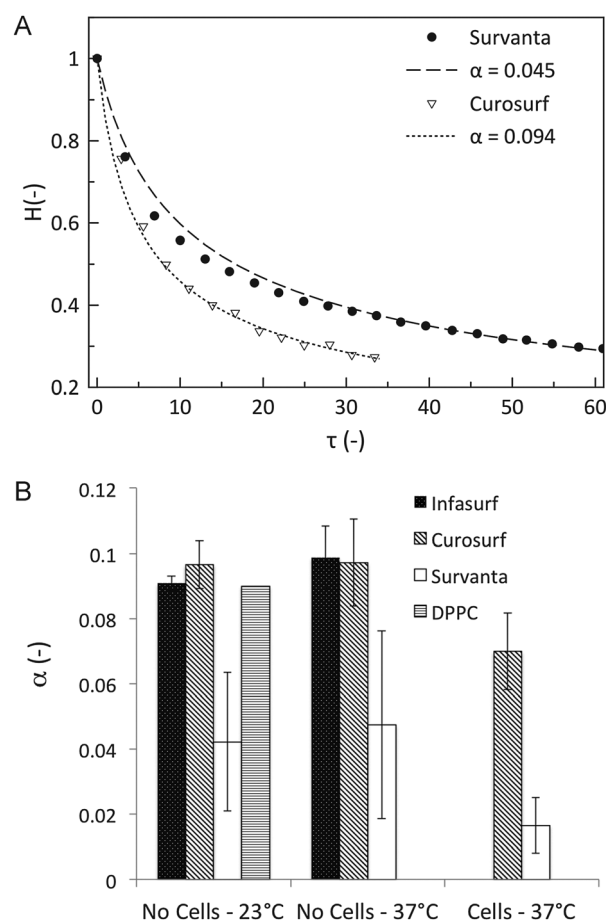 A
1
0.8
0.6
0.4
0.2
H(-)
0 10 20 30 40 50 60
τ (-)
Survanta
α = 0.045
Curosurf
α = 0.094
B
0.12
0.1
0.08
0.06
0.04
0.02
0
α (-)
Infasurf
Curosurf
Survanta
DPPC
No Cells - 23°C No Cells - 37°C Cells - 37°C